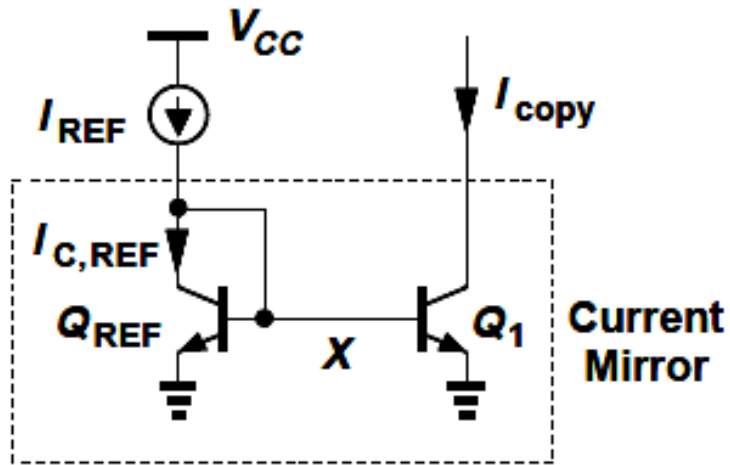 VCC
IREF
Icopy
IC,REF
QREF
X
Q1
Current
Mirror